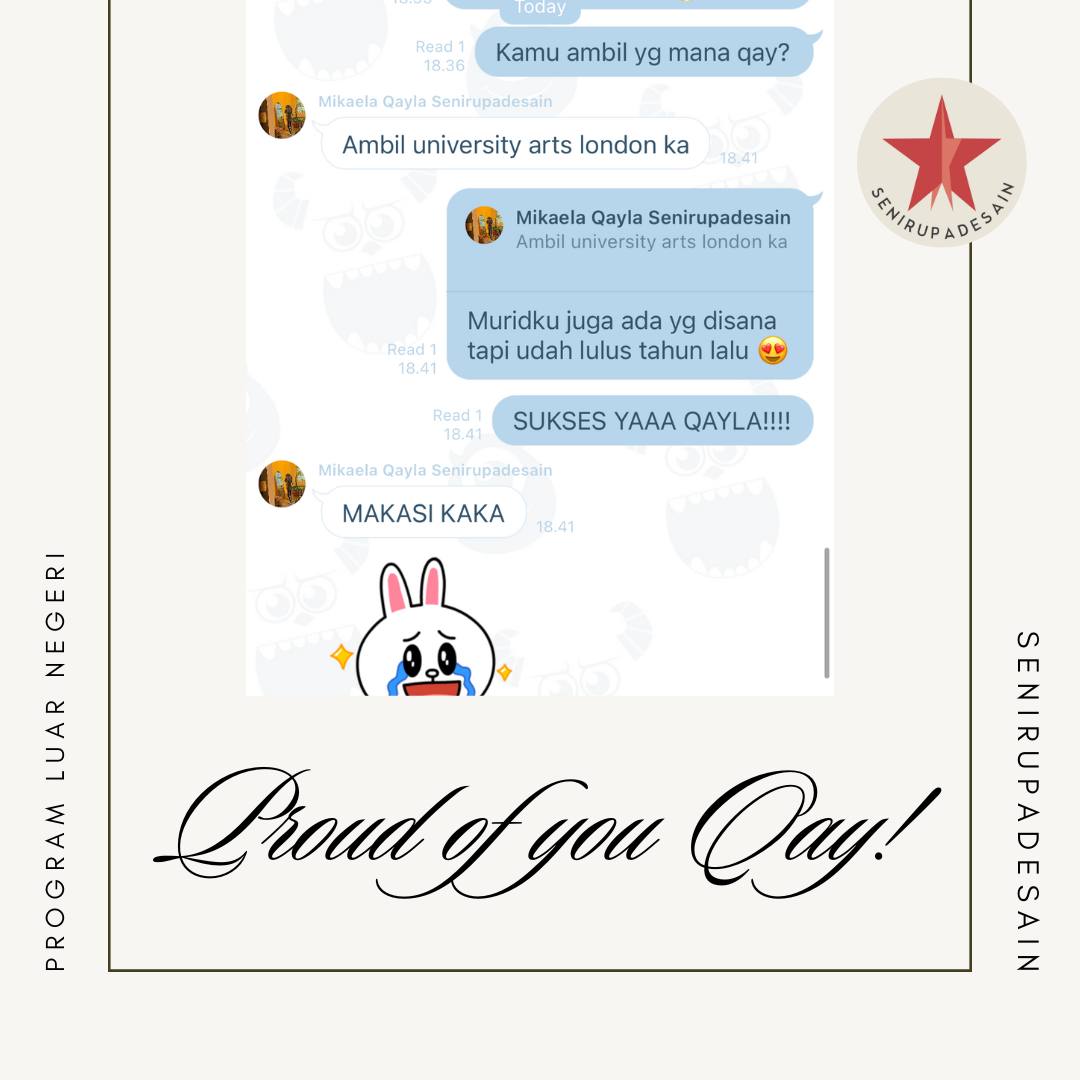 Today
Read 1
18.36
Kamu ambil yg mana qay?
Mikaela Qayla Senirupadesain
Ambil university arts london ka
18.41
Mikaela Qayla Senirupadesain
Ambil university arts london ka
Muridku juga ada yg disana
tapi udah lulus tahun lalu 😍
Read 1
18.41
SUKSES YAAA QAYLA!!!!
Read 1
18.41
Mikaela Qayla Senirupadesain
MAKASI KAKA
18.41
SENIRUPADESAIN
PROGRAM LUAR NEGERI
SENIRUPADESAIN
Proud of you Qay!